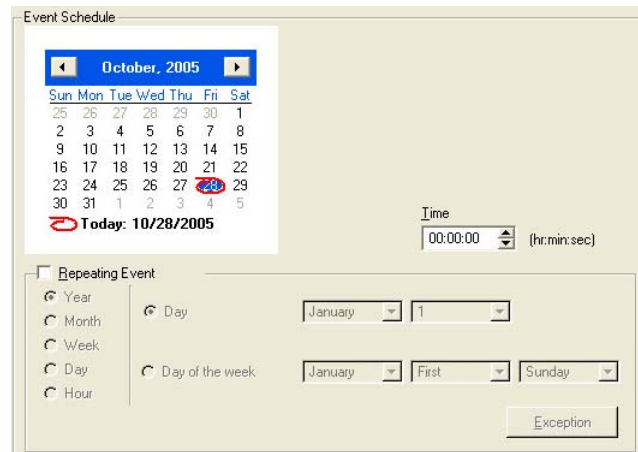 Event Schedule
October, 2005
Sun Mon Tue Wed Thu Fri Sat
25 26 27 28 29 30 1
2 3 4 5 6 7 8
9 10 11 12 13 14 15
16 17 18 19 20 21 22
23 24 25 26 27 28 29
30 31 1 2 3 4 5
Today: 10/28/2005
Time
00:00:00 (hr:min:sec)
Repeating Event
Year
Month
Week
Day
Hour
Day January 1
Day of the week January First Sunday
Exception